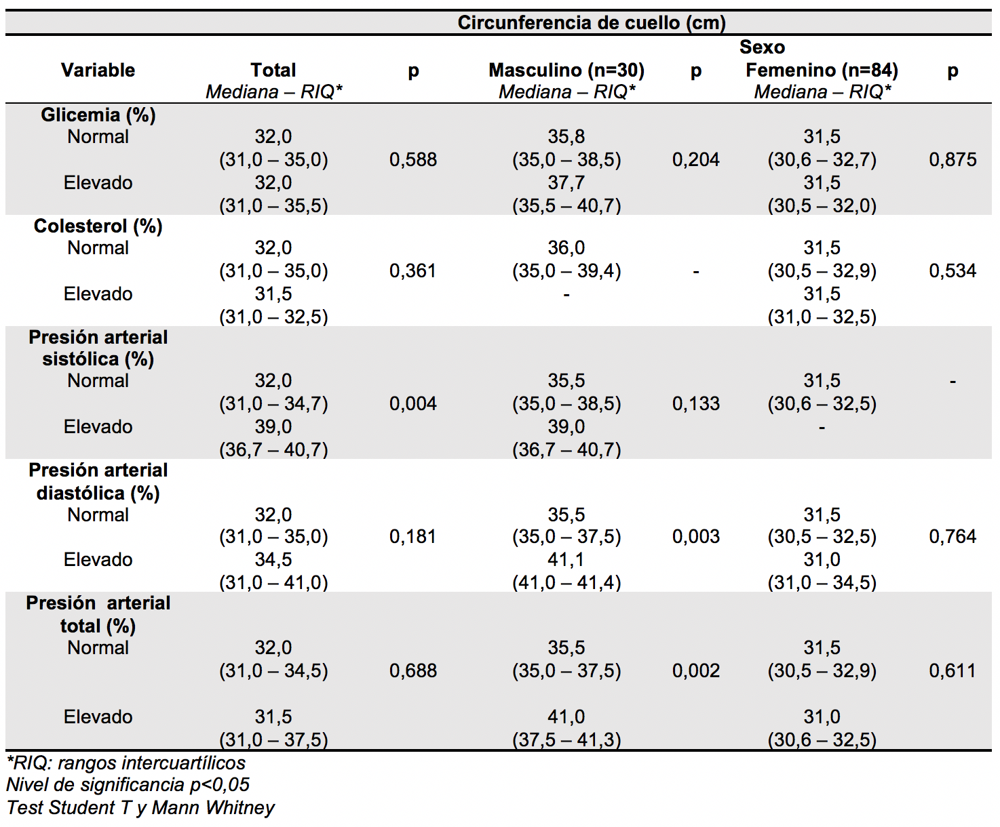 Circunferencia de cuello (cm)
Sexo
Variable Total p Masculino (n=30) p Femenino (n=84) p
Mediana – RIQ* Mediana – RIQ* Mediana – RIQ*
Glicemia (%)
Normal 32,0 35,8 31,5
(31,0 – 35,0) 0,588 (35,0 – 38,5) 0,204 (30,6 – 32,7) 0,875
Elevado 32,0 37,7 31,5
(31,0 – 35,5) (35,5 – 40,7) (30,5 – 32,0)
Colesterol (%)
Normal 32,0 36,0 31,5
(31,0 – 35,0) 0,361 (35,0 – 39,4) - (30,5 – 32,9) 0,534
Elevado 31,5 - 31,5
(31,0 – 32,5) (31,0 – 32,5)
Presión arterial
sistólica (%)
Normal 32,0 35,5 31,5 -
(31,0 – 34,7) 0,004 (35,0 – 38,5) 0,133 (30,6 – 32,5)
Elevado 39,0 39,0 -
(36,7 – 40,7) (36,7 – 40,7)
Presión arterial
diastólica (%)
Normal 32,0 35,5 31,5
(31,0 – 35,0) 0,181 (35,0 – 37,5) 0,003 (30,5 – 32,5) 0,764
Elevado 34,5 41,1 31,0
(31,0 – 41,0) (41,0 – 41,4) (31,0 – 34,5)
Presión arterial
total (%)
Normal 32,0 35,5 31,5
(31,0 – 34,5) 0,688 (35,0 – 37,5) 0,002 (30,5 – 32,9) 0,611
Elevado 31,5 41,0 31,0
(31,0 – 37,5) (37,5 – 41,3) (30,6 – 32,5)
*RIQ: rangos intercuartílicos
Nivel de significancia p<0,05
Test Student T y Mann Whitney